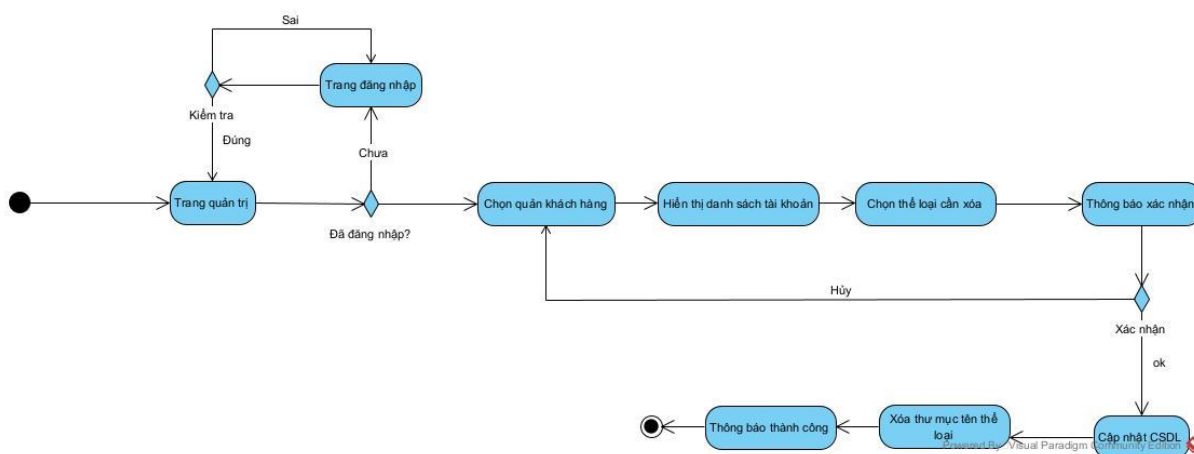 Sai
Trang đăng nhập
Kiểm tra
Đúng
Chưa
Trang quản trị
Đã đăng nhập?
Chọn quản khách hàng
Hiển thị danh sách tài khoản
Chọn thể loại cần xóa
Thông báo xác nhận
Hủy
Xác nhận
ok
Thông báo thành công
Xóa thư mục tên thể
loại
Cập nhật CSDL
Powered By Visual Paradigm Community Edition